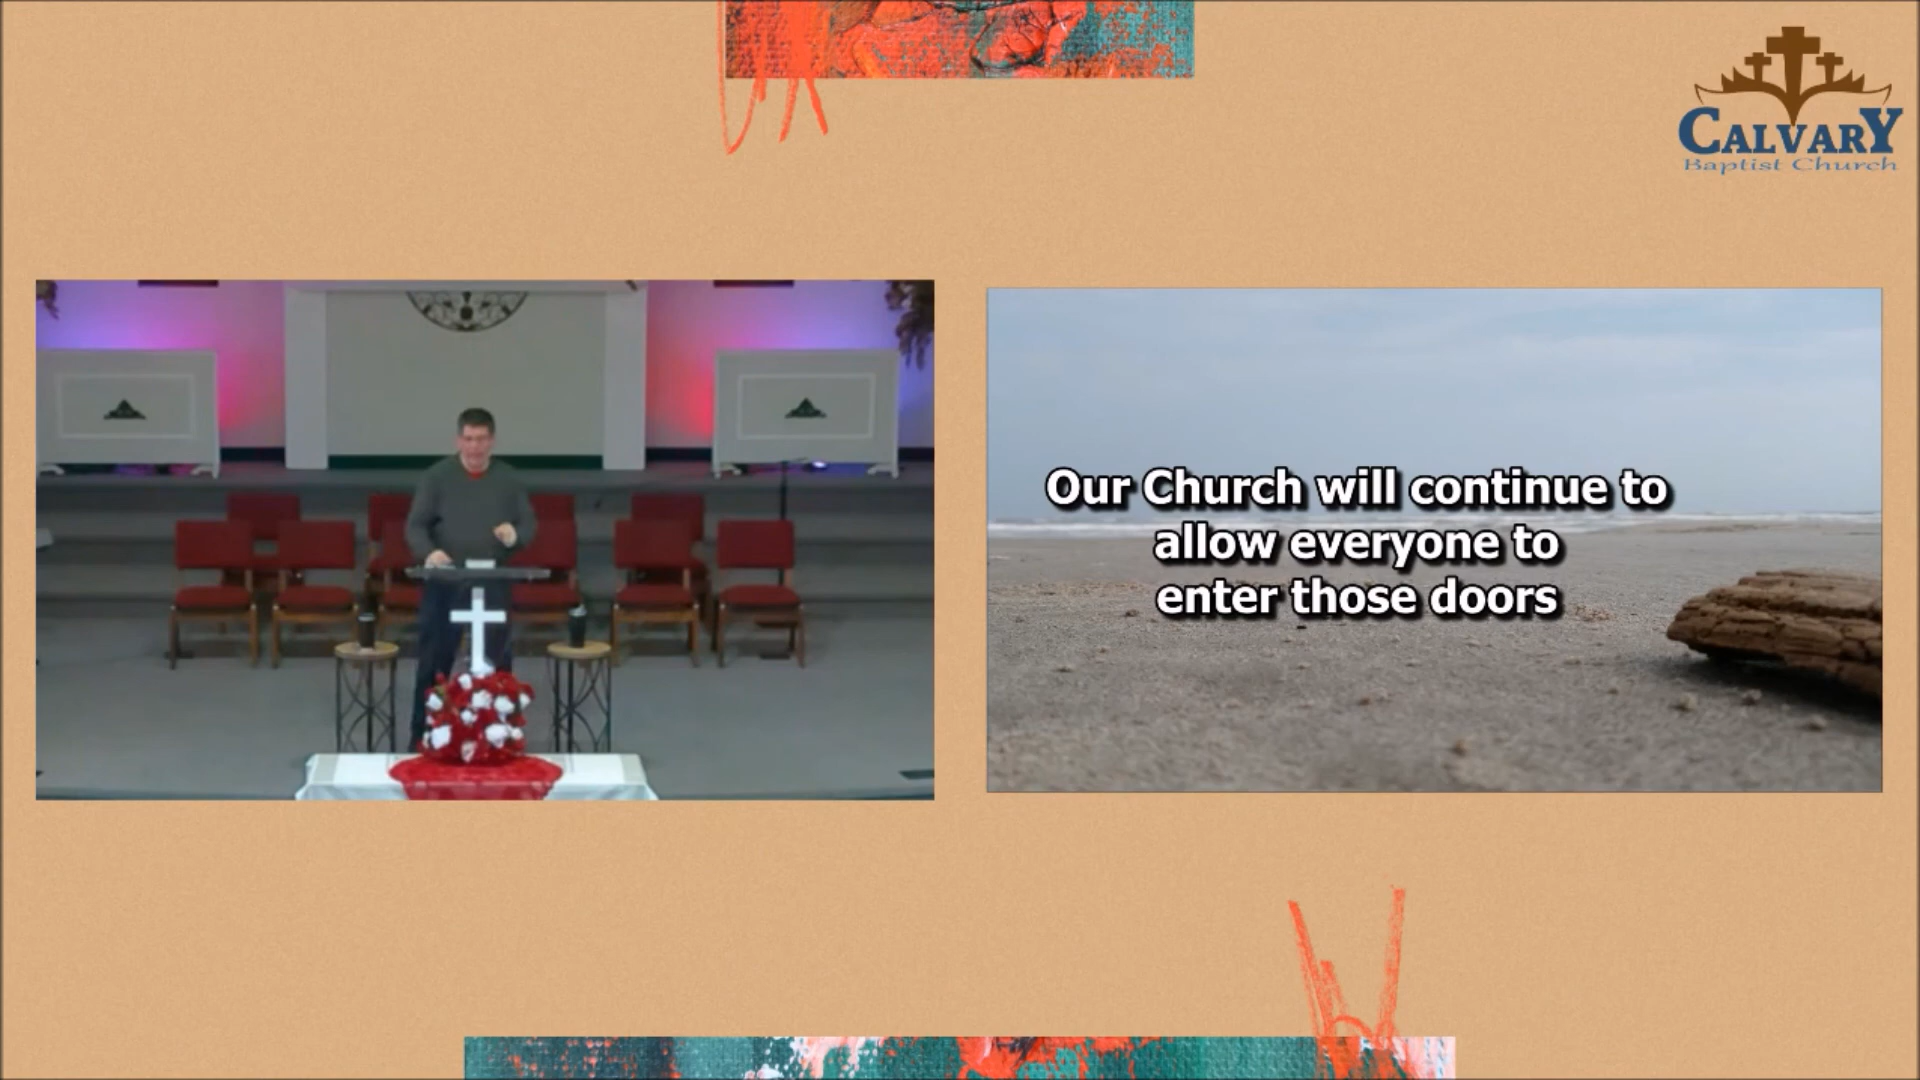 CALVARY
Baptist Church
Our Church will continue to
allow everyone to
enter those doors